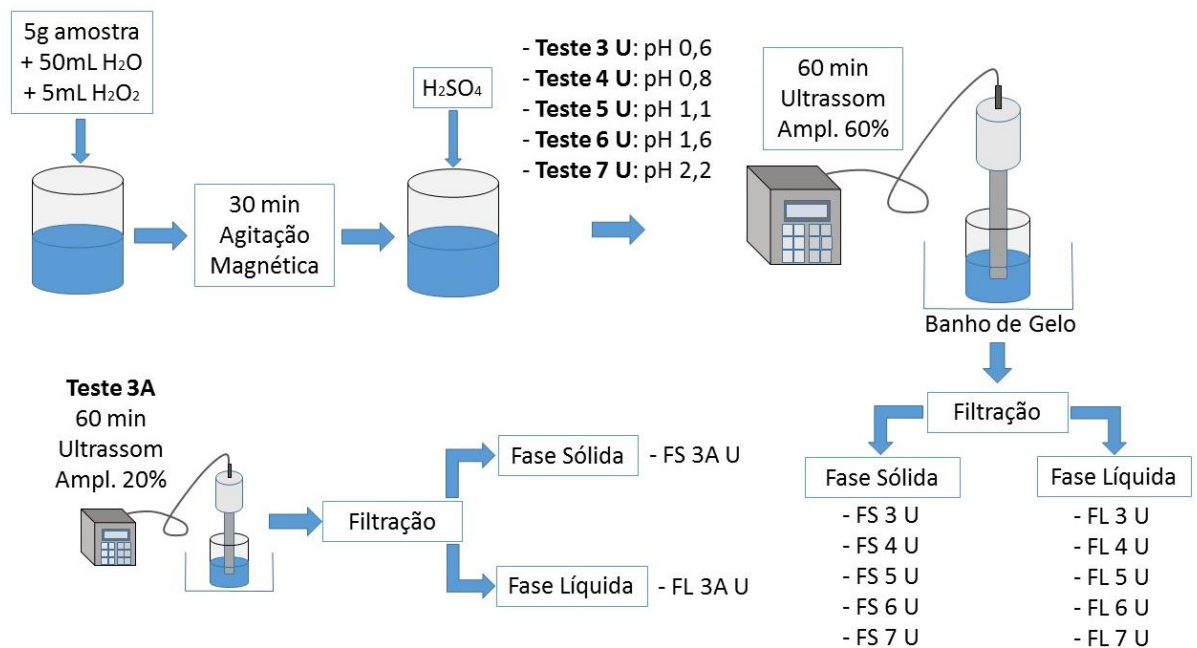 5g amostra
+ 50mL H₂O
+ 5mL H₂O₂
30 min
Agitação
Magnética
H₂SO₄
- Teste 3 U: pH 0,6
- Teste 4 U: pH 0,8
- Teste 5 U: pH 1,1
- Teste 6 U: pH 1,6
- Teste 7 U: pH 2,2
60 min
Ultrassom
Ampl. 60%
Banho de Gelo
Filtração
Fase Sólida
- FS 3 U
- FS 4 U
- FS 5 U
- FS 6 U
- FS 7 U
Fase Líquida
- FL 3 U
- FL 4 U
- FL 5 U
- FL 6 U
- FL 7 U
Teste 3A
60 min
Ultrassom
Ampl. 20%
Filtração
Fase Sólida
- FS 3A U
Fase Líquida
- FL 3A U